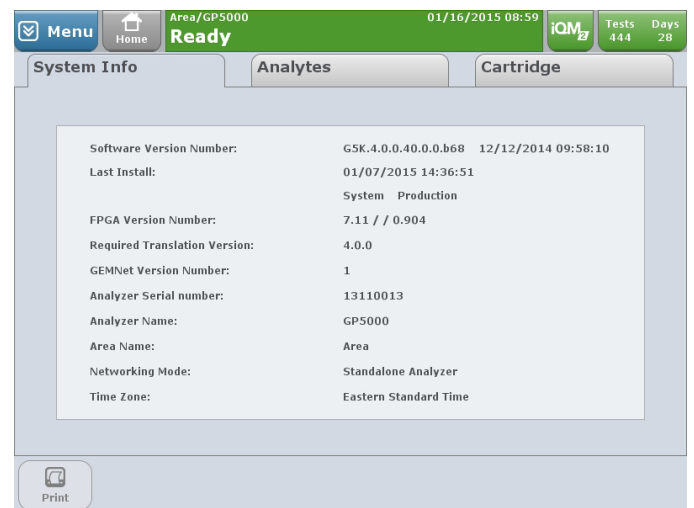 Menu
Home
Area/GP5000 01/16/2015 08:59
Ready
iQM2
Tests Days
444 28
System Info Analytes Cartridge
Software Version Number: G5K.4.0.0.40.0.0.b68 12/12/2014 09:58:10
Last Install: 01/07/2015 14:36:51
System Production
FPGA Version Number: 7.11 / / 0.904
Required Translation Version: 4.0.0
GEMNet Version Number: 1
Analyzer Serial number: 13110013
Analyzer Name: GP5000
Area Name: Area
Networking Mode: Standalone Analyzer
Time Zone: Eastern Standard Time
Print